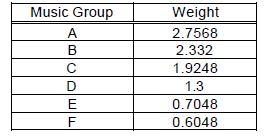 Music Group Weight
A 2.7568
B 2.332
C 1.9248
D 1.3
E 0.7048
F 0.6048